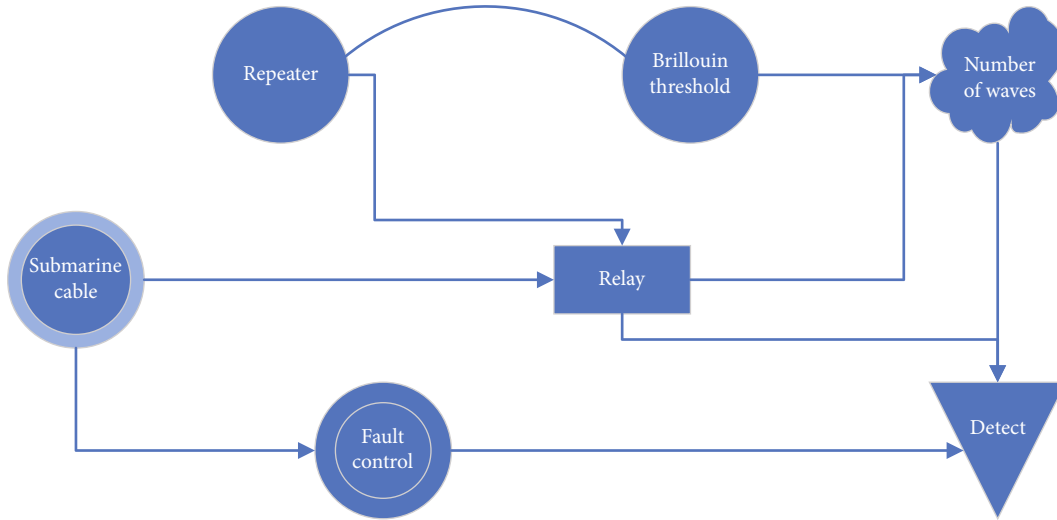 Repeater
Brillouin
threshold
Number
of waves
Submarine
cable
Relay
Fault
control
Detect